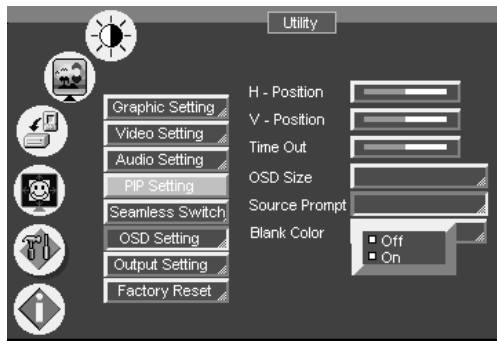 Utility
Graphic Setting
Video Setting
Audio Setting
PIP Setting
Seamless Switch
OSD Setting
Output Setting
Factory Reset
H - Position
V - Position
Time Out
OSD Size
Source Prompt
Blank Color
Off
On